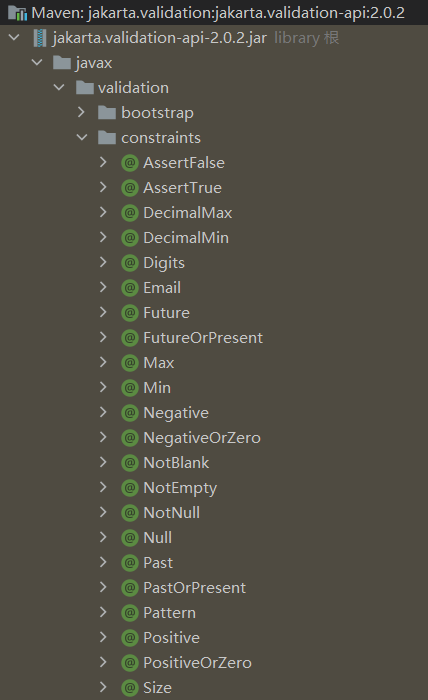 Maven: jakarta.validation:jakarta.validation-api:2.0.2
jakarta.validation-api-2.0.2.jar library 根
javax
validation
bootstrap
constraints
@ AssertFalse
@ AssertTrue
@ DecimalMax
@ DecimalMin
@ Digits
@ Email
@ Future
@ FutureOrPresent
@ Max
@ Min
@ Negative
@ NegativeOrZero
@ NotBlank
@ NotEmpty
@ NotNull
@ Null
@ Past
@ PastOrPresent
@ Pattern
@ Positive
@ PositiveOrZero
@ Size